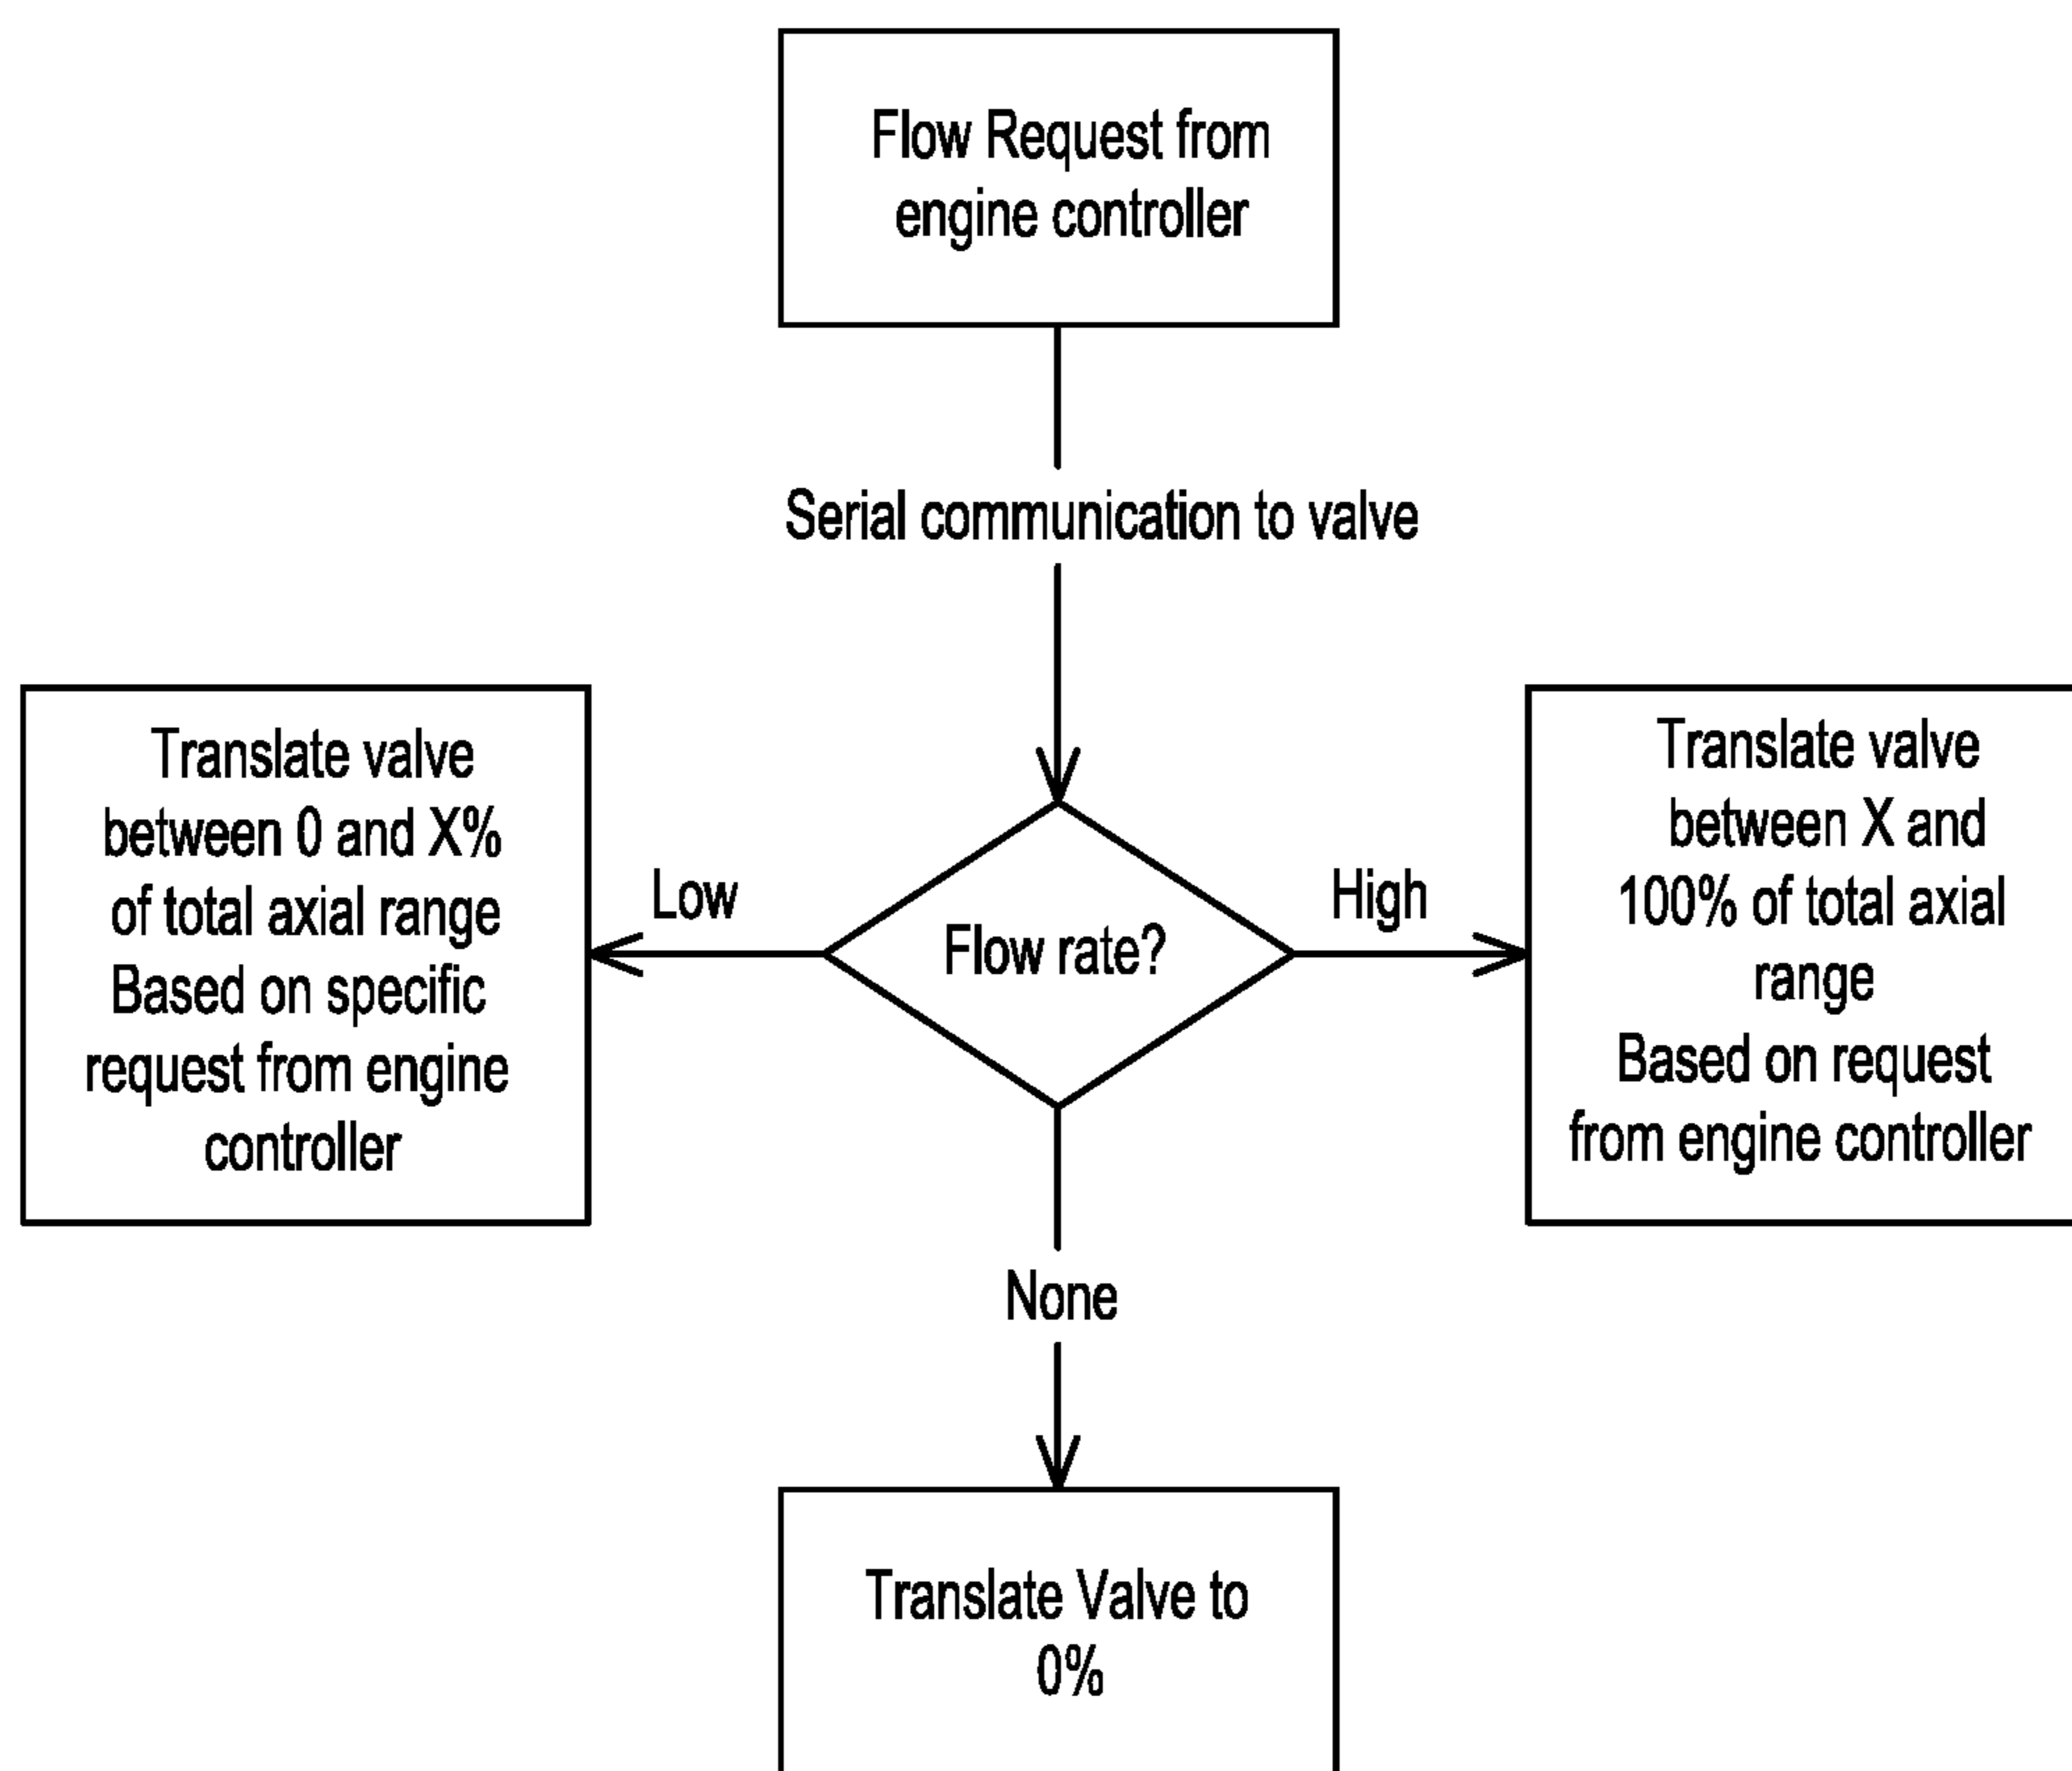 Flow Request from
engine controller
Serial communication to valve
Translate valve
between 0 and X%
of total axial range
Based on specific
request from engine
controller
Low
Flow rate?
High
Translate valve
between X and
100% of total axial
range
Based on request
from engine controller
None
Translate Valve to
0%